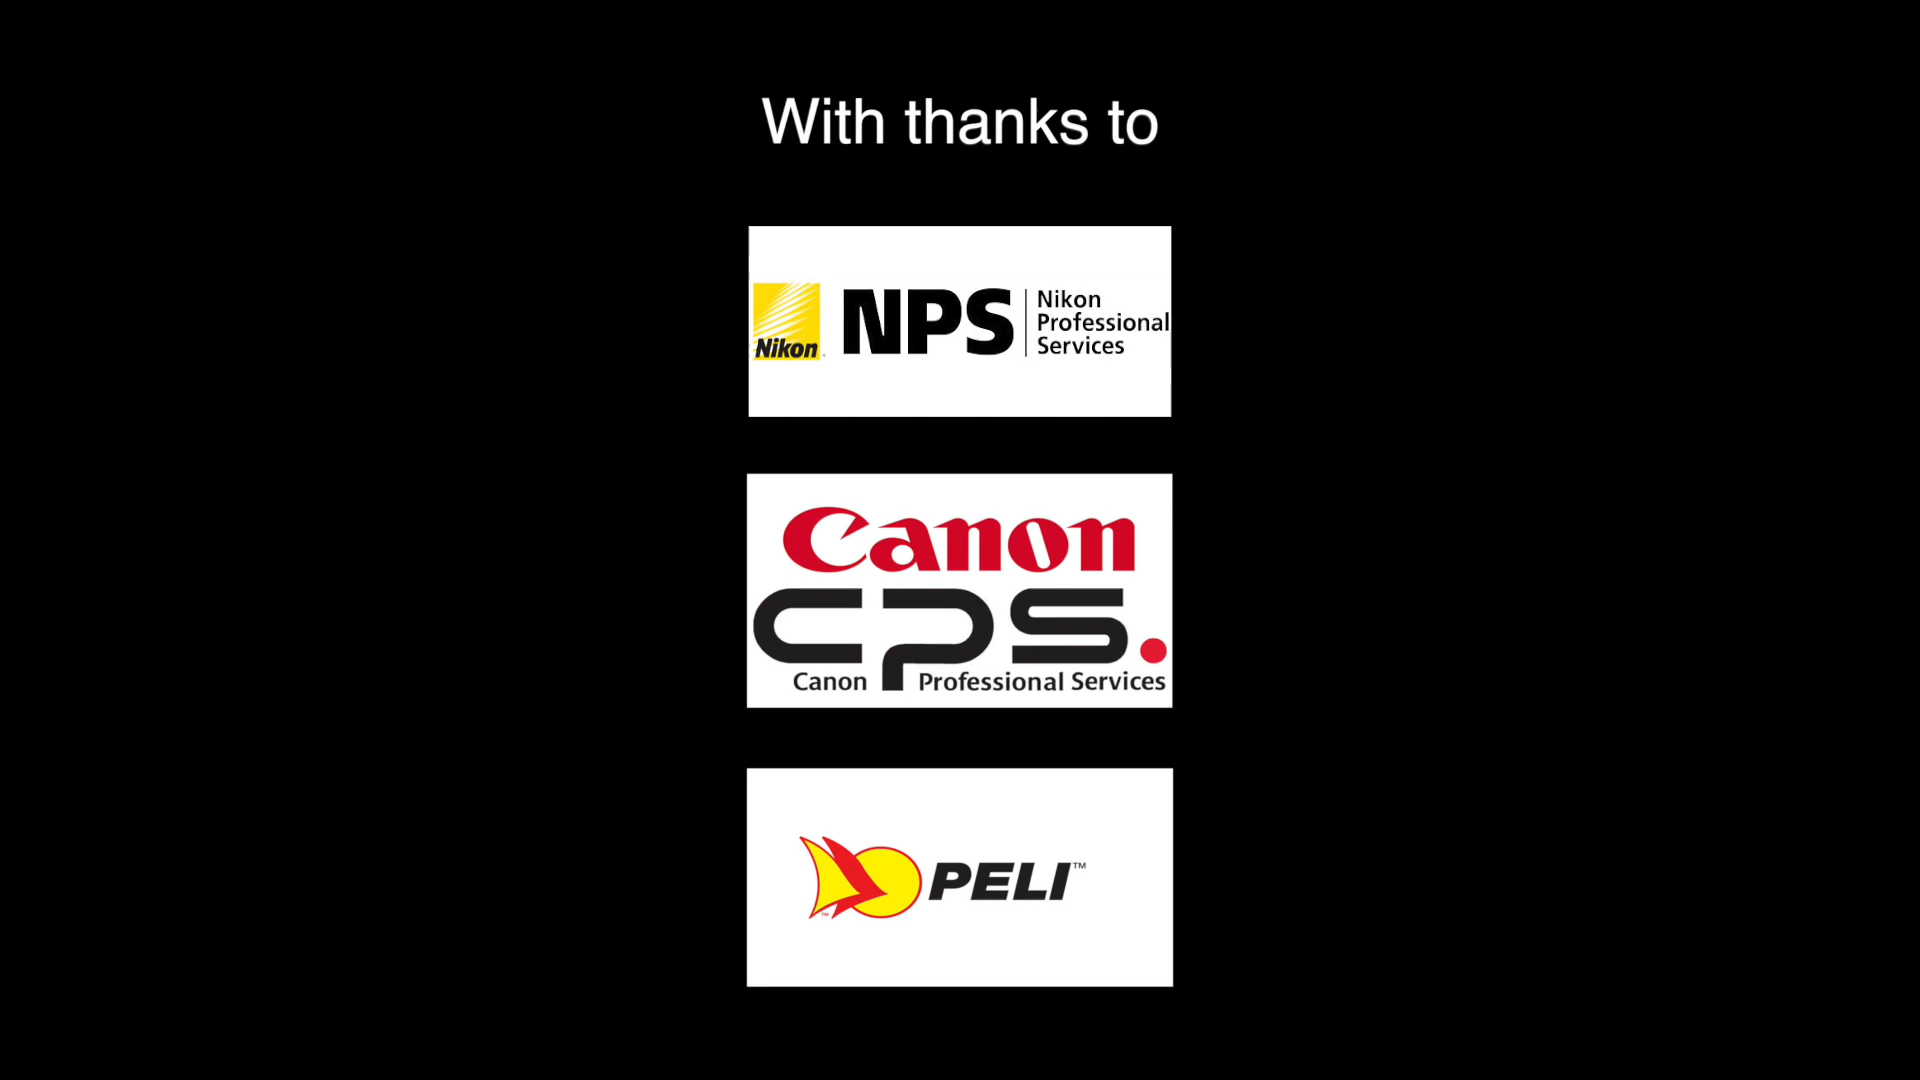 With thanks to
Nikon
NPS
Nikon
Professional
Services
Canon
CPS.
Canon Professional Services
PELI™